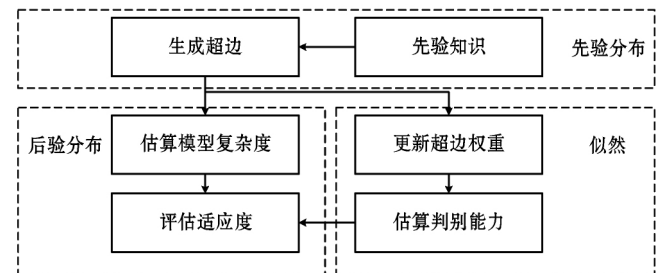 生成超边
先验知识
先验分布
后验分布
估算模型复杂度
更新超边权重
似然
评估适应度
估算判别能力